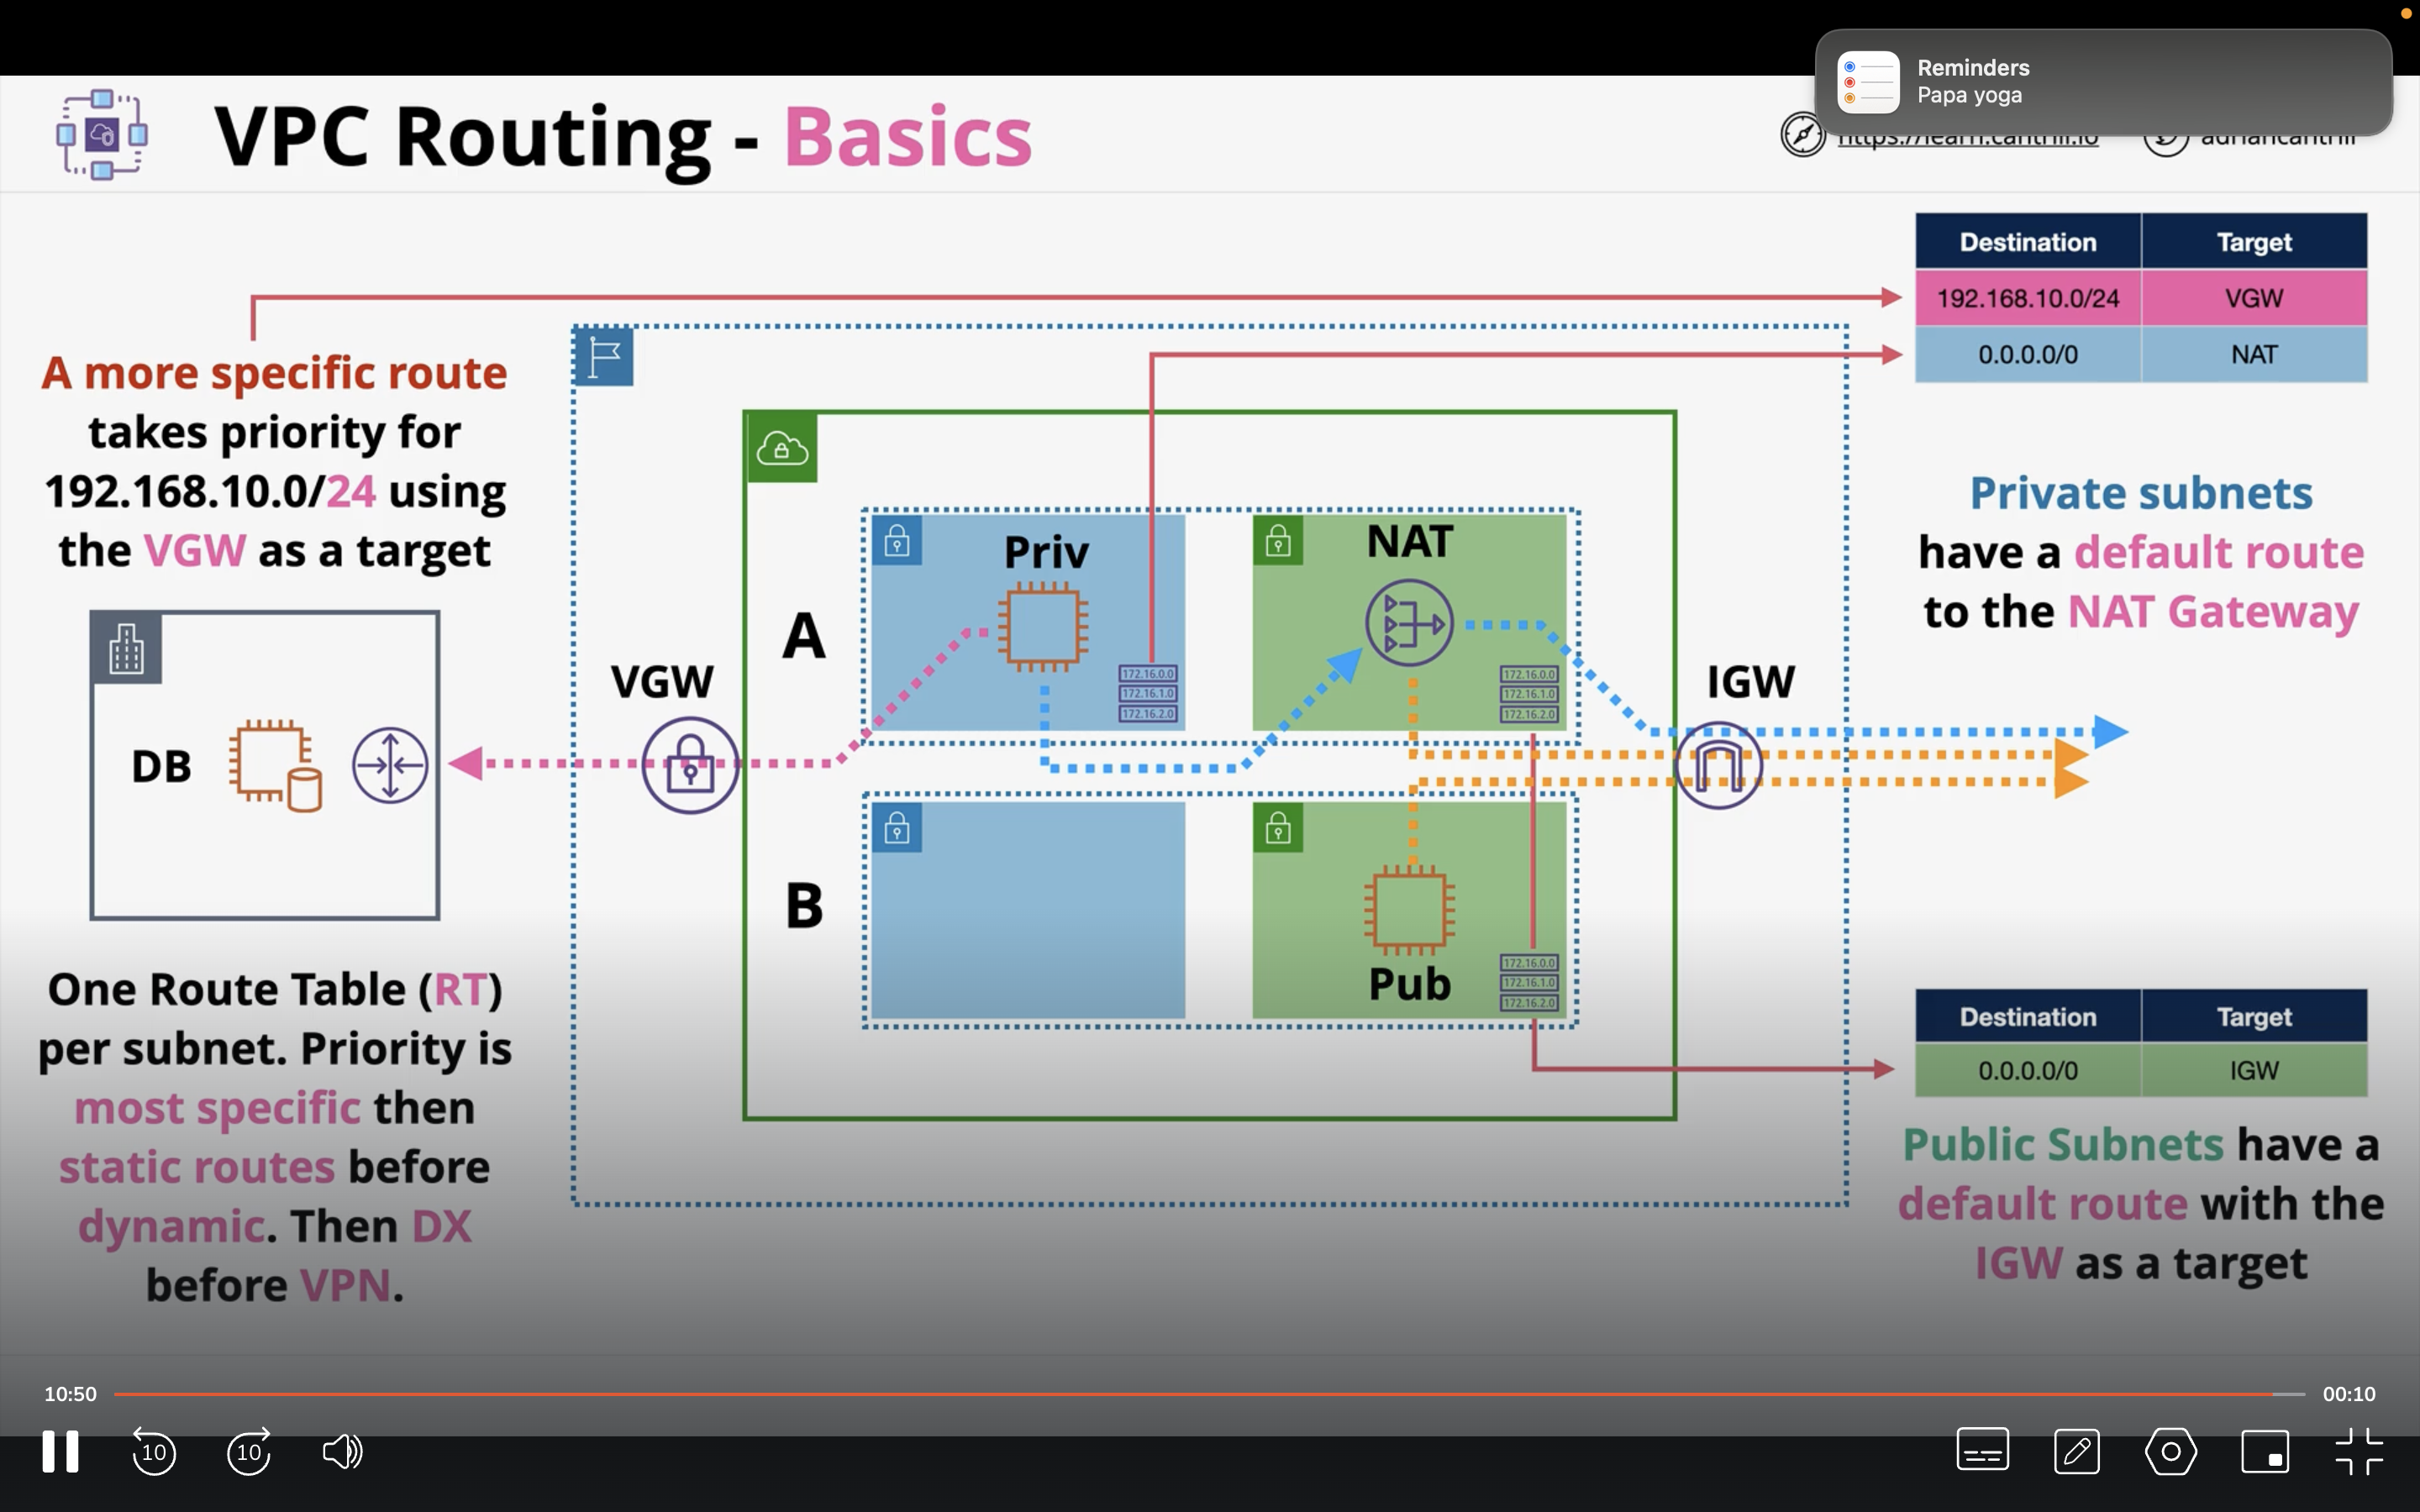 Reminders
Papa yoga
VPC Routing - Basics
https://learn.cantrill.io
adriancantrill
Destination Target
192.168.10.0/24 VGW
0.0.0.0/0 NAT
A more specific route
takes priority for
192.168.10.0/24 using
the VGW as a target
Private subnets
have a default route
to the NAT Gateway
A
Priv
172.16.0.0
172.16.1.0
172.16.2.0
NAT
172.16.0.0
172.16.1.0
172.16.2.0
VGW
IGW
DB
B
Pub
172.16.0.0
172.16.1.0
172.16.2.0
One Route Table (RT)
per subnet. Priority is
most specific then
static routes before
dynamic. Then DX
before VPN.
Destination Target
0.0.0.0/0 IGW
Public Subnets have a
default route with the
IGW as a target
10:50
00:10
10
10